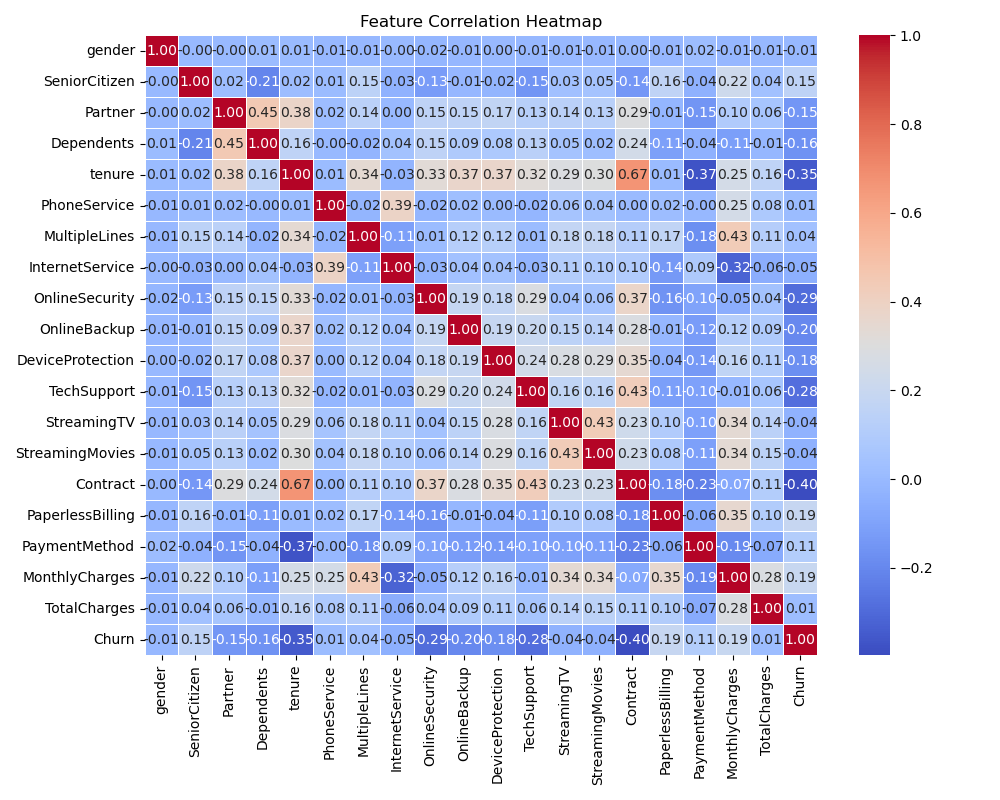 Feature Correlation Heatmap
gender 1.00 -0.00 -0.00 0.01 0.01 -0.01 -0.01 -0.00 -0.02 -0.01 0.00 -0.01 -0.01 -0.01 0.00 -0.01 0.02 -0.01 -0.01 -0.01
SeniorCitizen -0.00 1.00 0.02 -0.21 0.02 0.01 0.15 -0.03 -0.13 -0.01 -0.02 -0.15 0.03 0.05 -0.14 0.16 -0.04 0.22 0.04 0.15
Partner -0.00 0.02 1.00 0.45 0.38 0.02 0.14 0.00 0.15 0.15 0.17 0.13 0.14 0.13 0.29 -0.01 -0.15 0.10 0.06 -0.15
Dependents 0.01 -0.21 0.45 1.00 0.16 -0.00 -0.02 0.04 0.15 0.09 0.08 0.13 0.05 0.02 0.24 -0.11 -0.04 -0.11 -0.01 -0.16
tenure 0.01 0.02 0.38 0.16 1.00 0.01 0.34 -0.03 0.33 0.37 0.37 0.32 0.29 0.30 0.67 0.01 -0.37 0.25 0.16 -0.35
PhoneService -0.01 0.01 0.02 -0.00 0.01 1.00 -0.02 0.39 -0.02 0.02 0.00 -0.02 0.06 0.04 0.00 0.02 -0.00 0.25 0.08 0.01
MultipleLines -0.01 0.15 0.14 -0.02 0.34 -0.02 1.00 -0.11 0.01 0.12 0.12 0.01 0.18 0.18 0.11 0.17 -0.18 0.43 0.11 0.04
InternetService -0.00 -0.03 0.00 0.04 -0.03 0.39 -0.11 1.00 -0.03 0.04 0.04 -0.03 0.11 0.10 0.10 -0.14 0.09 -0.32 -0.06 -0.05
OnlineSecurity -0.02 -0.13 0.15 0.15 0.33 -0.02 0.01 -0.03 1.00 0.19 0.18 0.29 0.04 0.06 0.37 -0.16 -0.10 -0.05 0.04 -0.29
OnlineBackup -0.01 -0.01 0.15 0.09 0.37 0.02 0.12 0.04 0.19 1.00 0.19 0.20 0.15 0.14 0.28 -0.01 -0.12 0.12 0.09 -0.20
DeviceProtection 0.00 -0.02 0.17 0.08 0.37 0.00 0.12 0.04 0.18 0.19 1.00 0.24 0.28 0.29 0.35 -0.04 -0.14 0.16 0.11 -0.18
TechSupport -0.01 -0.15 0.13 0.13 0.32 -0.02 0.01 -0.03 0.29 0.20 0.24 1.00 0.16 0.16 0.43 -0.11 -0.10 -0.01 0.06 -0.28
StreamingTV -0.01 0.03 0.14 0.05 0.29 0.06 0.18 0.11 0.04 0.15 0.28 0.16 1.00 0.43 0.23 0.10 -0.10 0.34 0.14 -0.04
StreamingMovies -0.01 0.05 0.13 0.02 0.30 0.04 0.18 0.10 0.06 0.14 0.29 0.16 0.43 1.00 0.23 0.08 -0.11 0.34 0.15 -0.04
Contract 0.00 -0.14 0.29 0.24 0.67 0.00 0.11 0.10 0.37 0.28 0.35 0.43 0.23 0.23 1.00 -0.18 -0.23 -0.07 0.11 -0.40
PaperlessBilling -0.01 0.16 -0.01 -0.11 0.01 0.02 0.17 -0.14 -0.16 -0.01 -0.04 -0.11 0.10 0.08 -0.18 1.00 -0.06 0.35 0.10 0.19
PaymentMethod 0.02 -0.04 -0.15 -0.04 -0.37 -0.00 -0.18 0.09 -0.10 -0.12 -0.14 -0.10 -0.10 -0.11 -0.23 -0.06 1.00 -0.19 -0.07 0.11
MonthlyCharges -0.01 0.22 0.10 -0.11 0.25 0.25 0.43 -0.32 -0.05 0.12 0.16 -0.01 0.34 0.34 -0.07 0.35 -0.19 1.00 0.28 0.19
TotalCharges -0.01 0.04 0.06 -0.01 0.16 0.08 0.11 -0.06 0.04 0.09 0.11 0.06 0.14 0.15 0.11 0.10 -0.07 0.28 1.00 0.01
Churn -0.01 0.15 -0.15 -0.16 -0.35 0.01 0.04 -0.05 -0.29 -0.20 -0.18 -0.28 -0.04 -0.04 -0.40 0.19 0.11 0.19 0.01 1.00
gender
SeniorCitizen
Partner
Dependents
tenure
PhoneService
MultipleLines
InternetService
OnlineSecurity
OnlineBackup
DeviceProtection
TechSupport
StreamingTV
StreamingMovies
Contract
PaperlessBilling
PaymentMethod
MonthlyCharges
TotalCharges
Churn
1.0
0.8
0.6
0.4
0.2
0.0
−0.2